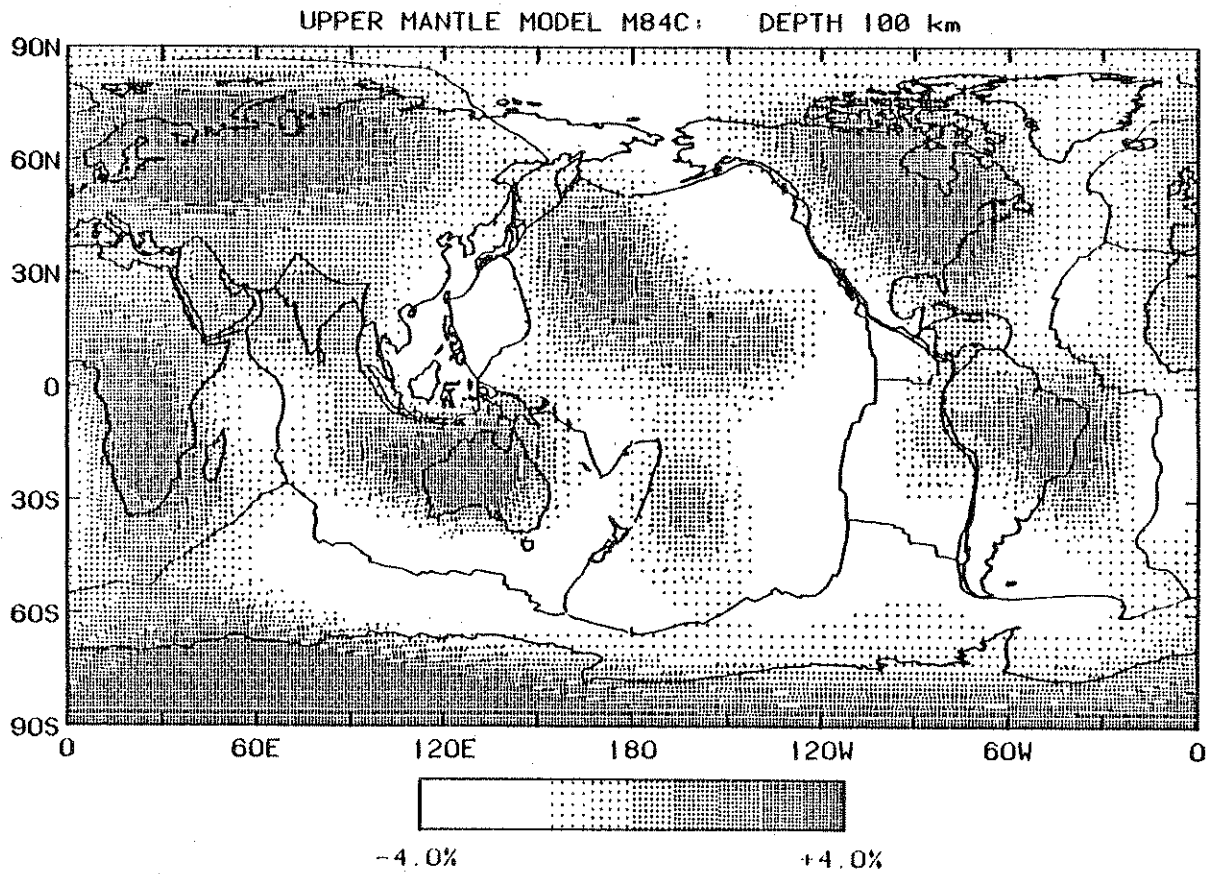 UPPER MANTLE MODEL M84C: DEPTH 100 km
90N
60N
30N
0
30S
60S
90S
0 60E 120E 180 120W 60W 0
-4.0% +4.0%